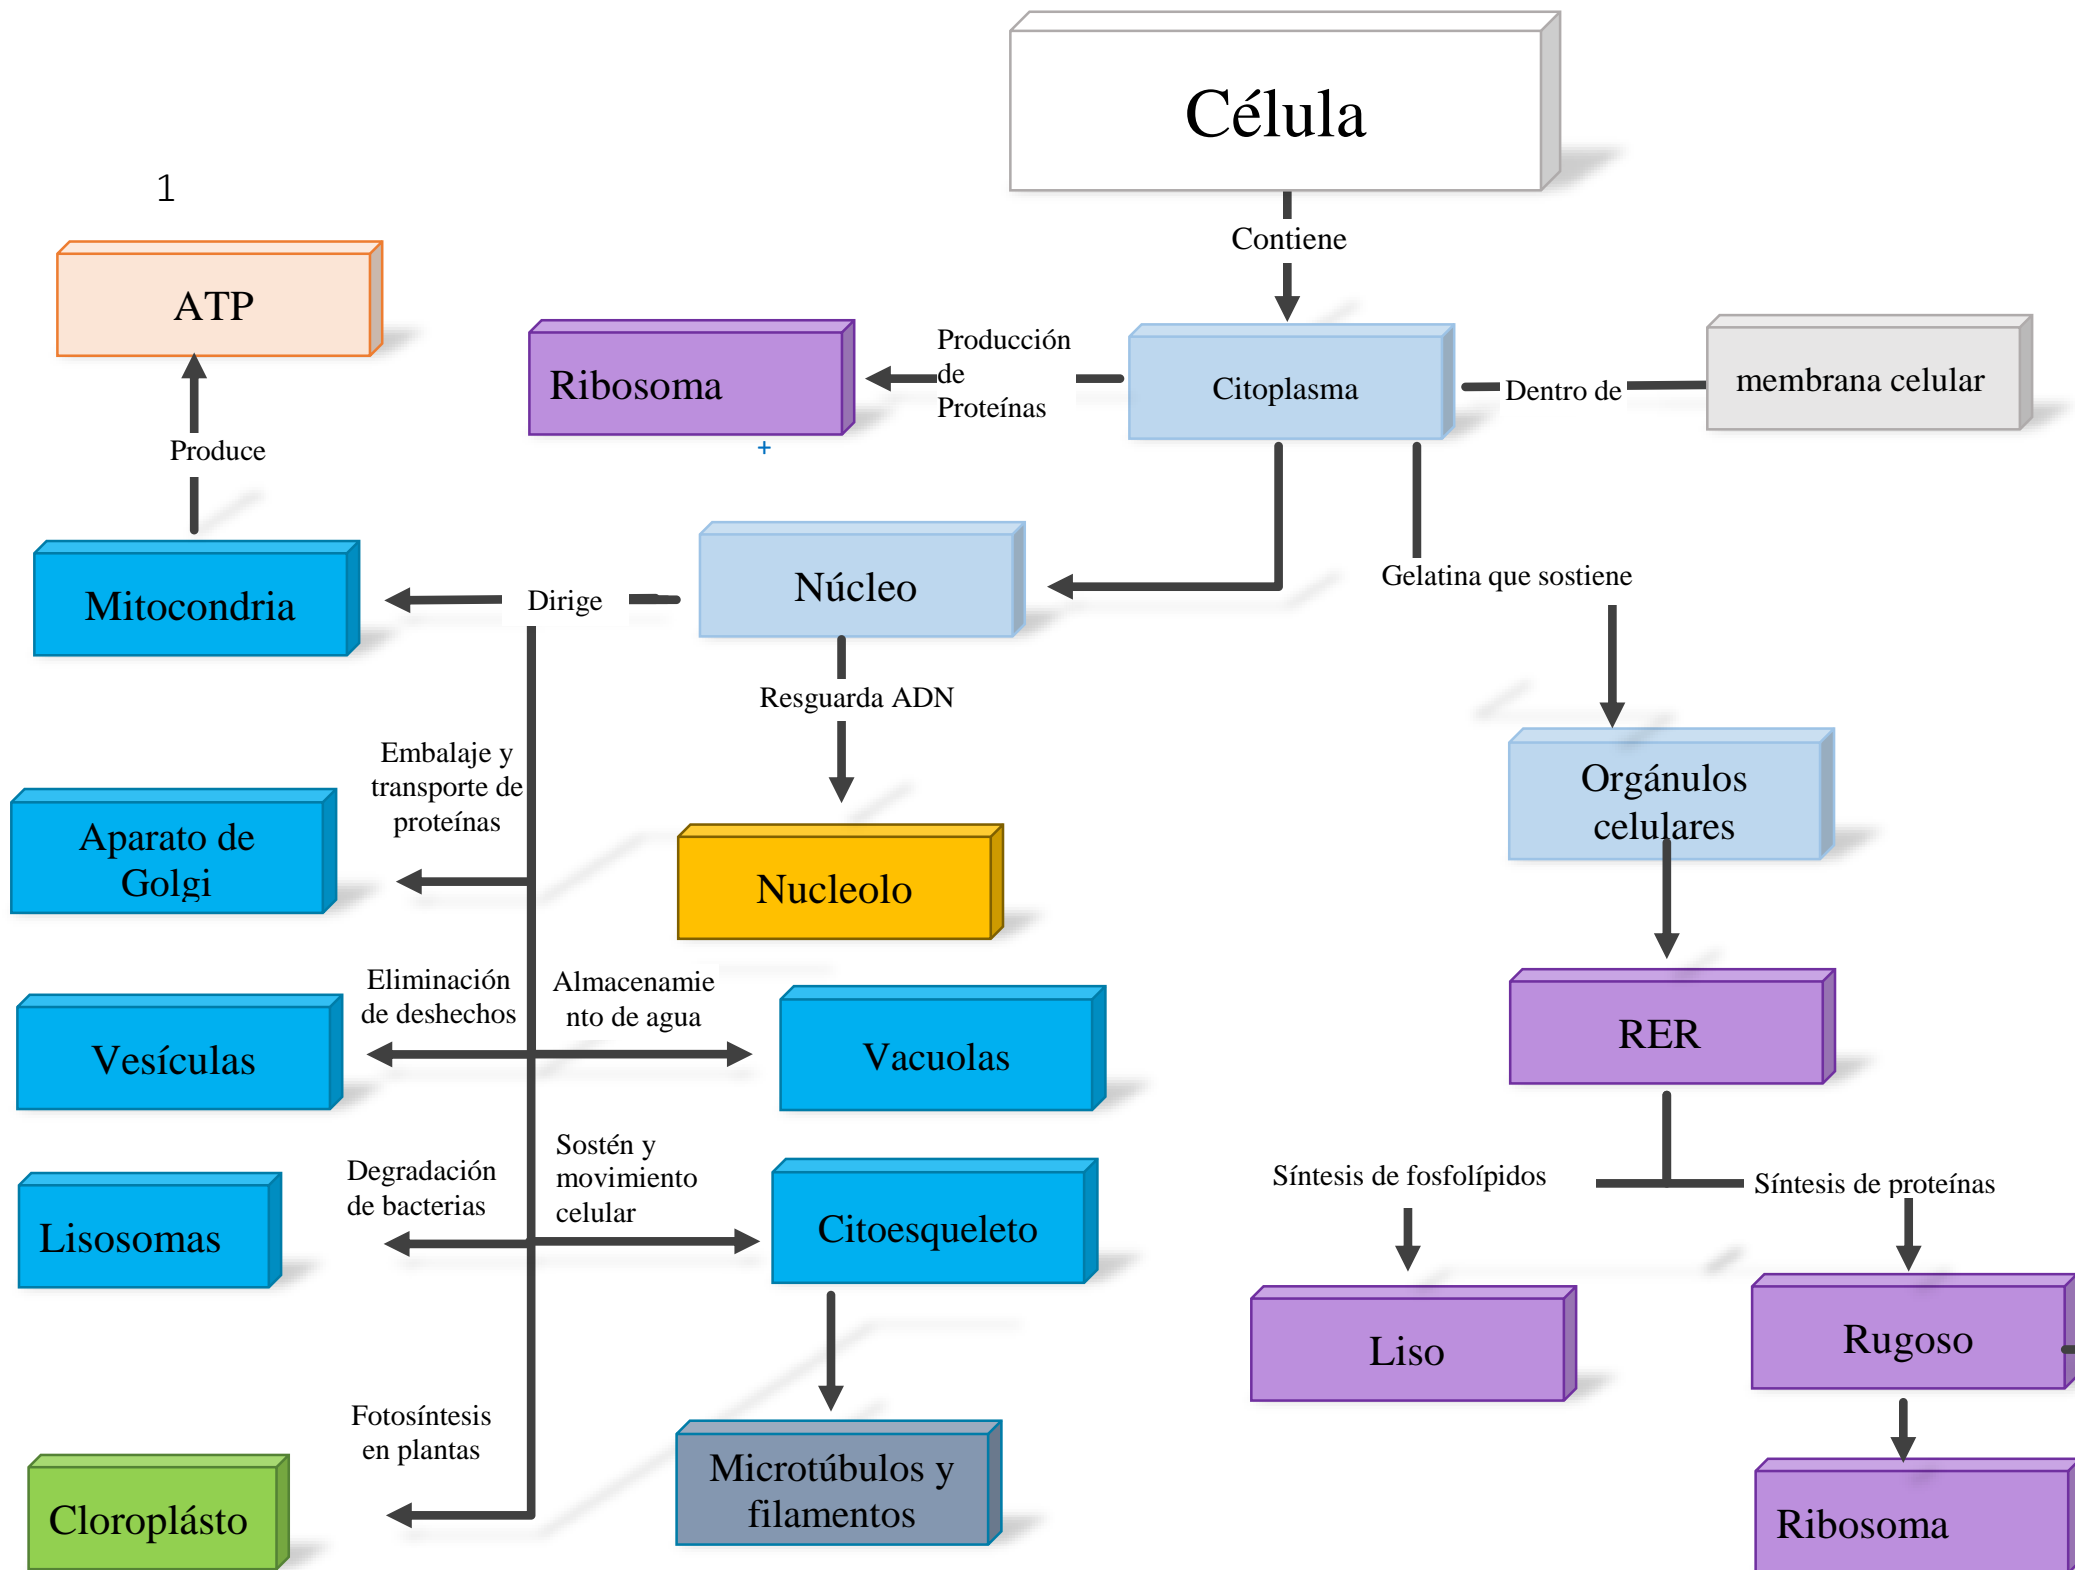 Célula
1
Contiene
ATP
Ribosoma
+
Producción
de
Proteínas
Citoplasma
Dentro de
membrana celular
Produce
Mitocondria
Dirige
Núcleo
Gelatina que sostiene
Resguarda ADN
Embalaje y
transporte de
proteínas
Aparato de
Golgi
Nucleolo
Orgánulos
celulares
Eliminación
de deshechos
Almacenamie
nto de agua
Vesículas
Vacuolas
RER
Degradación
de bacterias
Sostén y
movimiento
celular
Síntesis de fosfolípidos
Síntesis de proteínas
Lisosomas
Citoesqueleto
Liso
Rugoso
Fotosíntesis
en plantas
Cloroplásto
Microtúbulos y
filamentos
Ribosoma